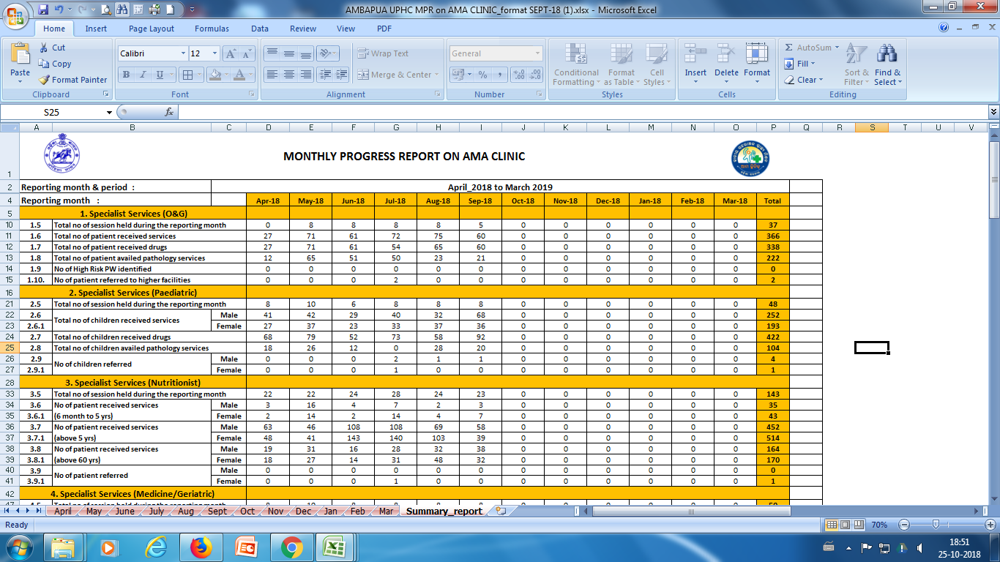 AMBAPUA UPHC MPR on AMA CLINIC_format SEPT-18 (1).xlsx - Microsoft Excel
Home Insert Page Layout Formulas Data Review View PDF
Cut
Copy
Format Painter
Paste
Calibri 12
B I U
Wrap Text
Merge & Center
General
% ,
Conditional Formatting
Format as Table
Cell Styles
Insert Delete Format
Σ AutoSum
Fill
Clear
Sort & Filter
Find & Select
Clipboard Font Alignment Number Styles Cells Editing
S25 fx
A B C D E F G H I J K L M N O P Q R S T U V
1 MONTHLY PROGRESS REPORT ON AMA CLINIC
2 Reporting month & period : April_2018 to March 2019
4 Reporting month : Apr-18 May-18 Jun-18 Jul-18 Aug-18 Sep-18 Oct-18 Nov-18 Dec-18 Jan-18 Feb-18 Mar-18 Total
5 1. Specialist Services (O&G)
10 1.5 Total no of session held during the reporting month 0 8 8 8 8 5 0 0 0 0 0 0 37
11 1.6 Total no of patient received services 27 71 61 72 75 60 0 0 0 0 0 0 366
12 1.7 Total no of patient received drugs 27 71 61 54 65 60 0 0 0 0 0 0 338
13 1.8 Total no of patient availed pathology services 12 65 51 50 23 21 0 0 0 0 0 0 222
14 1.9 No of High Risk PW identified 0 0 0 0 0 0 0 0 0 0 0 0 0
15 1.10. No of patient referred to higher facilities 0 0 0 2 0 0 0 0 0 0 0 0 2
16 2. Specialist Services (Paediatric)
21 2.5 Total no of session held during the reporting month 8 10 6 8 8 8 0 0 0 0 0 0 48
22 2.6 Total no of children received services Male 41 42 29 40 32 68 0 0 0 0 0 0 252
23 2.6.1 Female 27 37 23 33 37 36 0 0 0 0 0 0 193
24 2.7 Total no of children received drugs 68 79 52 73 58 92 0 0 0 0 0 0 422
25 2.8 Total no of children availed pathology services 18 26 12 0 28 20 0 0 0 0 0 0 104
26 2.9 No of children referred Male 0 0 0 2 1 1 0 0 0 0 0 0 4
27 2.9.1 Female 0 0 0 1 0 0 0 0 0 0 0 0 1
28 3. Specialist Services (Nutritionist)
33 3.5 Total no of session held during the reporting month 22 22 24 28 24 23 0 0 0 0 0 0 143
34 3.6 No of patient received services Male 3 16 4 7 2 3 0 0 0 0 0 0 35
35 3.6.1 (6 month to 5 yrs) Female 2 14 2 14 4 7 0 0 0 0 0 0 43
36 3.7 No of patient received services Male 63 46 108 108 69 58 0 0 0 0 0 0 452
37 3.7.1 (above 5 yrs) Female 48 41 143 140 103 39 0 0 0 0 0 0 514
38 3.8 No of patient received services Male 19 31 16 28 32 38 0 0 0 0 0 0 164
39 3.8.1 (above 60 yrs) Female 18 27 14 31 48 32 0 0 0 0 0 0 170
40 3.9 No of patient referred Male 0 0 0 0 0 0 0 0 0 0 0 0 0
41 3.9.1 Female 0 0 0 1 0 0 0 0 0 0 0 0 1
42 4. Specialist Services (Medicine/Geriatric)
April May June July Aug Sept Oct Nov Dec Jan Feb Mar Summary_report
Ready 70%
18:51
25-10-2018